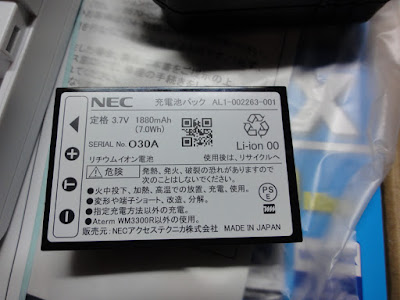 NEC 充電池パック AL1-002263-001
定格 3.7V 1880mAh
(7.0Wh)
SERIAL No. O30A
Li-ion 00
リチウムイオン電池 使用後は、リサイクルへ
⚠危険 発熱、発火、破裂の恐れがありますので
次のことはしないでください。
●火中投下、加熱、高温での放置、充電、使用。
●変形や端子ショート、改造、分解。
●指定充電方法以外の充電。
●Aterm WM3300R以外の使用。
PS
E
販売元:NECアクセステクニカ株式会社 MADE IN JAPAN